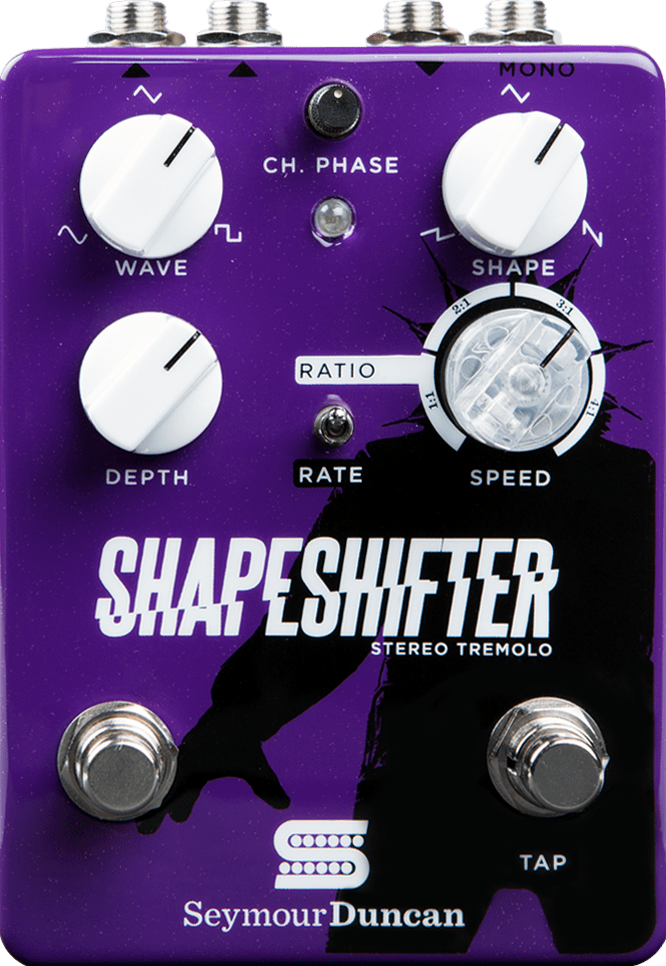 MONO
CH. PHASE
WAVE
SHAPE
2:1
3:1
RATIO
1:1
4:1
DEPTH
RATE
SPEED
SHAPESHIFTER
STEREO TREMOLO
TAP
S
SeymourDuncan